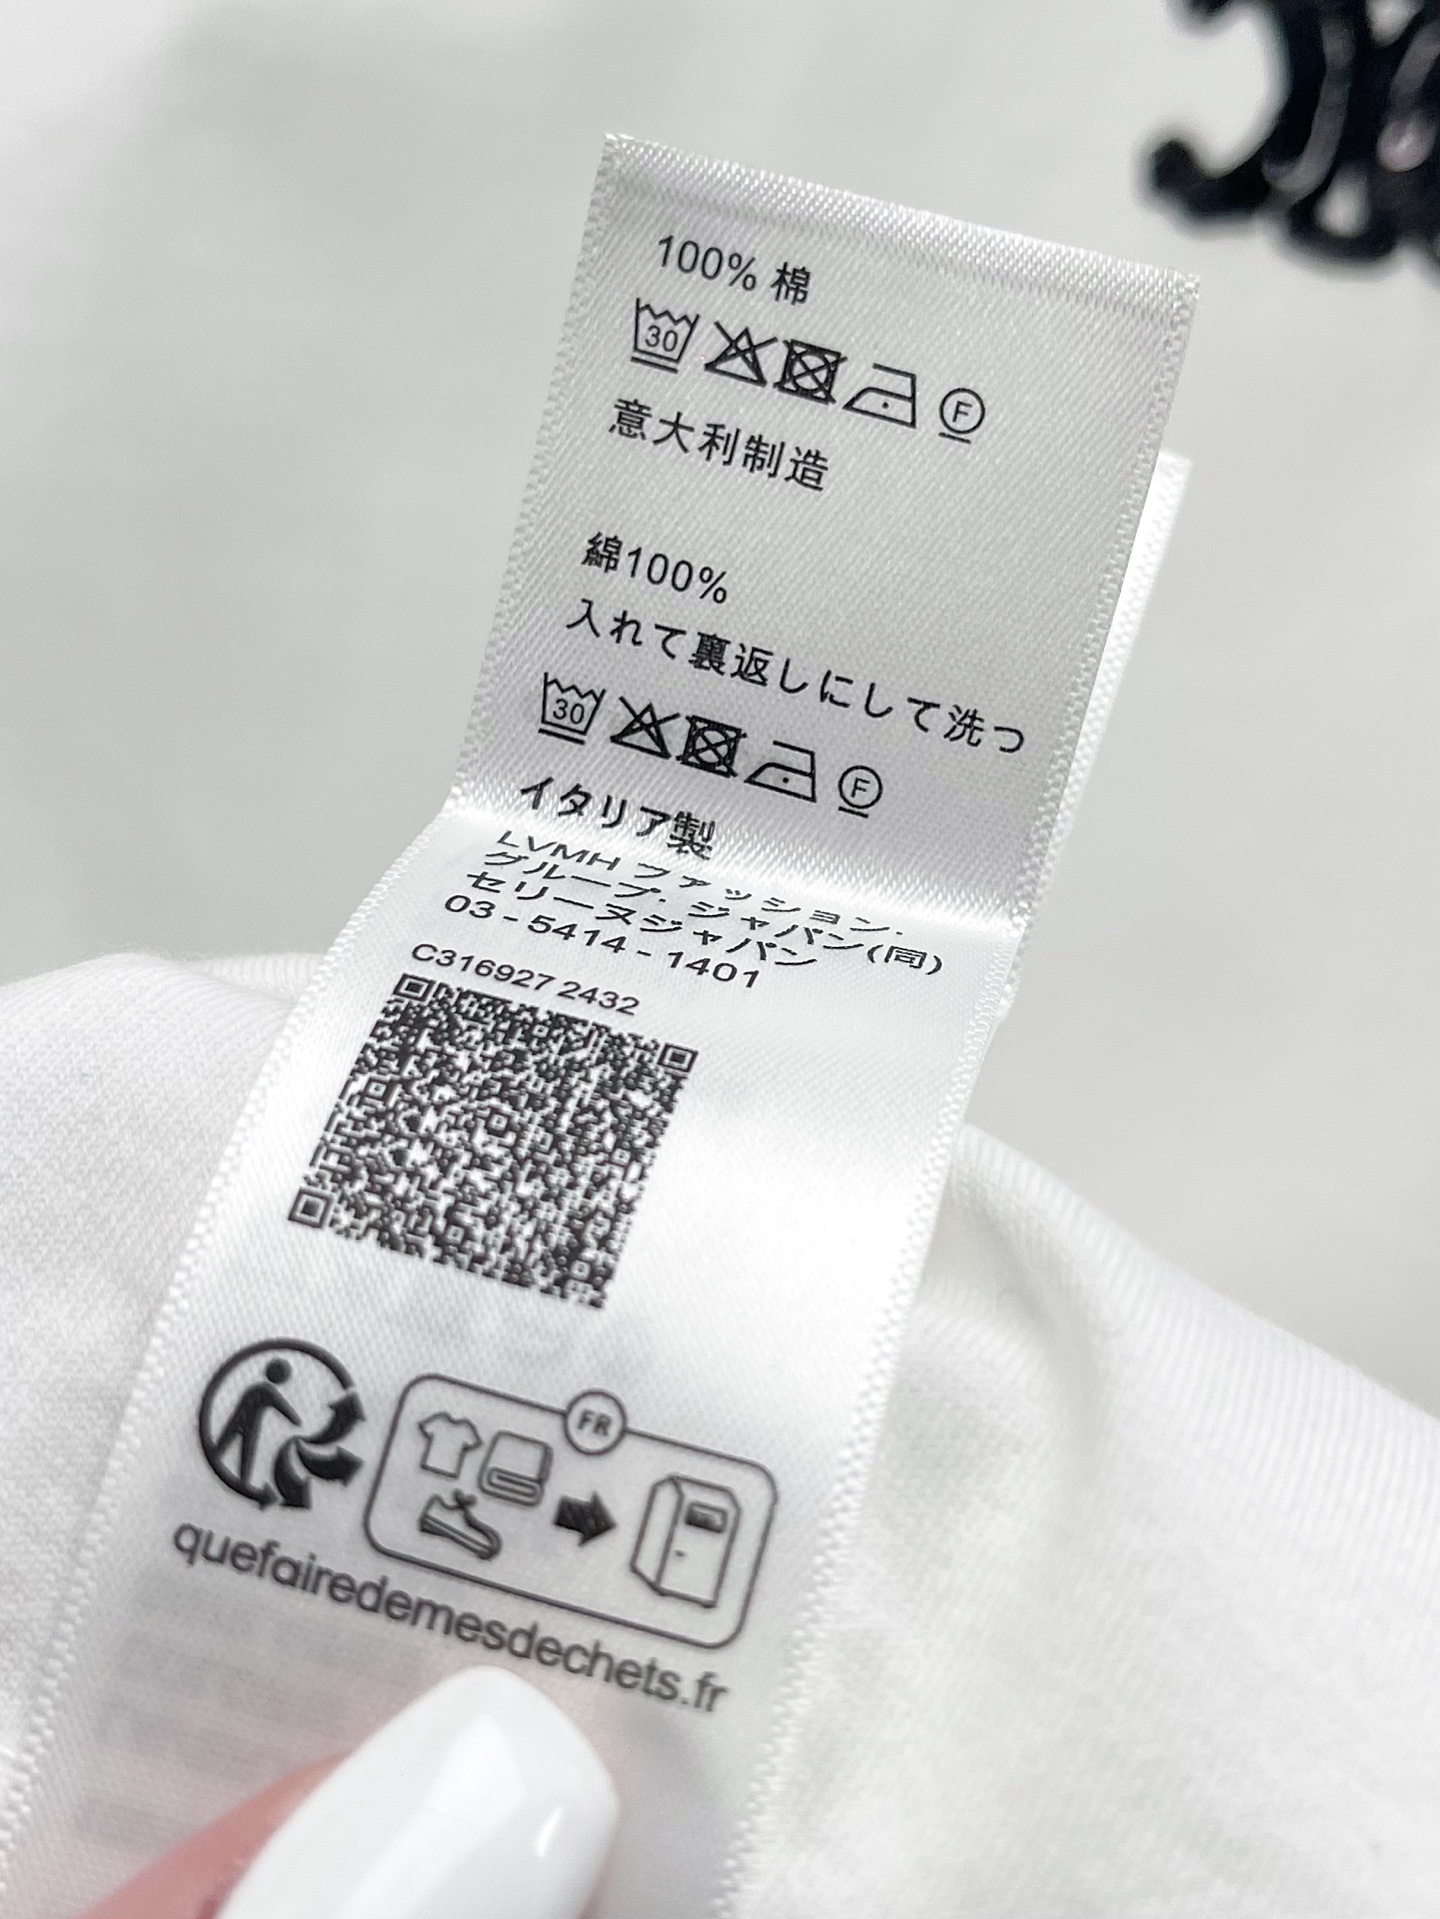 100% 棉
30 F
意大利制造
綿100%
入れて裏返しにして洗つ
30 F
イタリア製
LVMH ファッション.
グループ. ジャパン(同)
セリーヌジャパン
03-5414-1401
C316927 2432
FR
quefairedemesdechets.fr